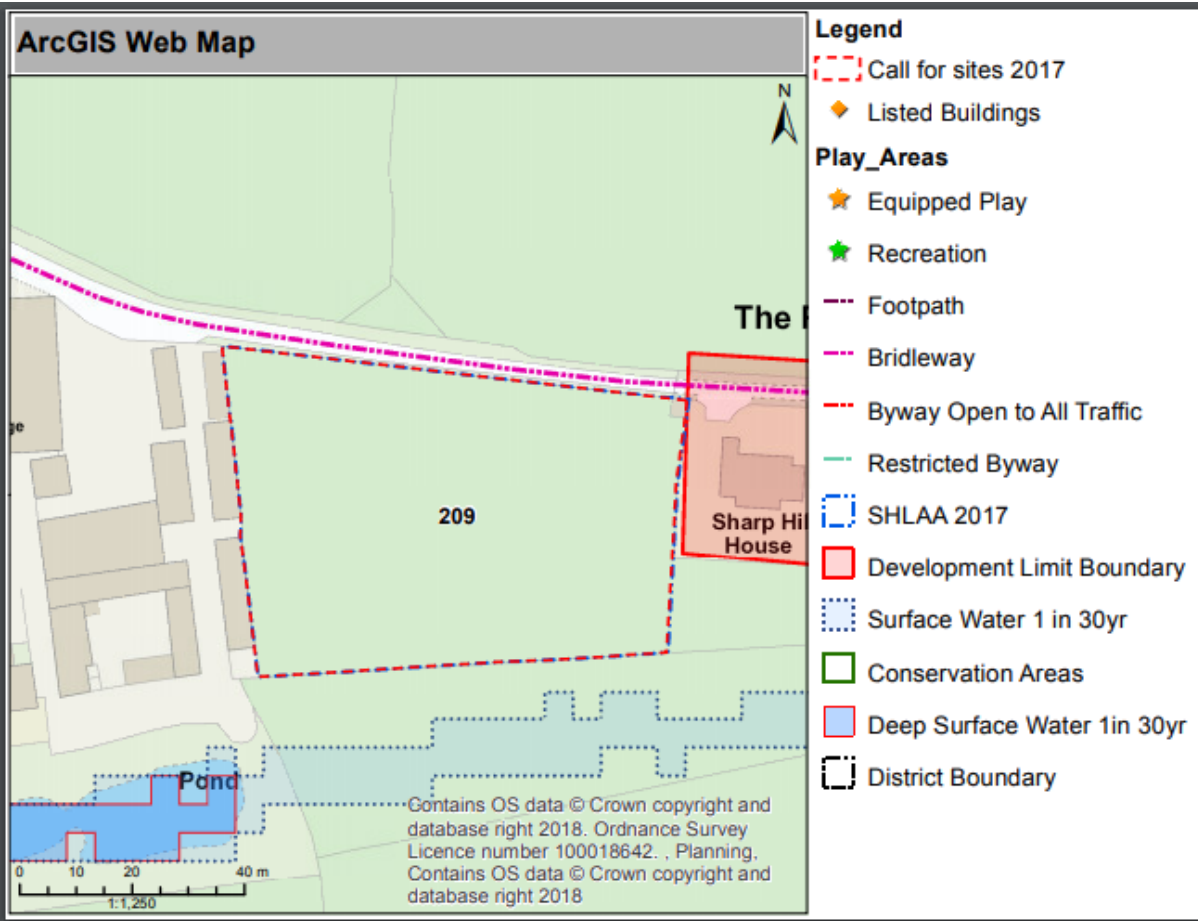 ArcGIS Web Map
N
The
209
Sharp Hil
House
ge
Pond
Contains OS data © Crown copyright and
database right 2018. Ordnance Survey
Licence number 100018642. , Planning,
Contains OS data © Crown copyright and
database right 2018
0 10 20 40 m
1:1,250
Legend
Call for sites 2017
Listed Buildings
Play_Areas
Equipped Play
Recreation
Footpath
Bridleway
Byway Open to All Traffic
Restricted Byway
SHLAA 2017
Development Limit Boundary
Surface Water 1 in 30yr
Conservation Areas
Deep Surface Water 1in 30yr
District Boundary